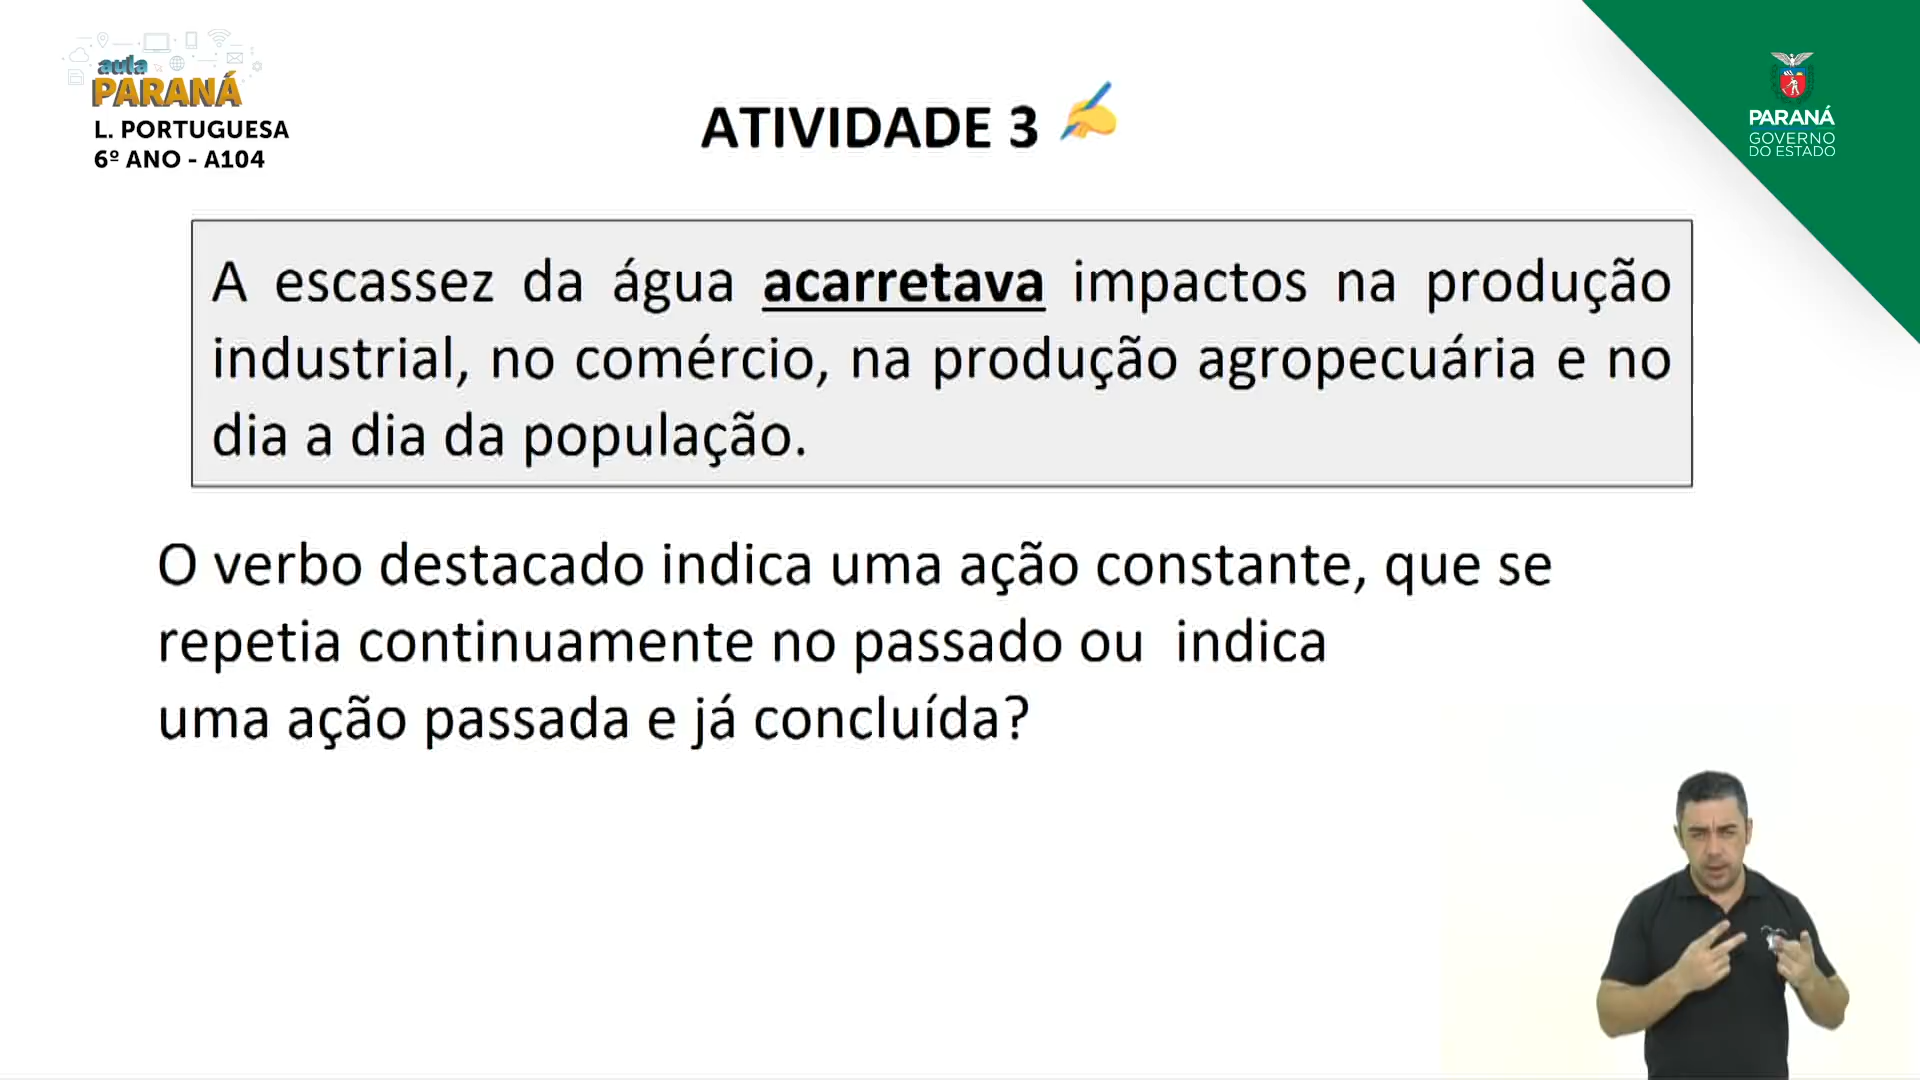 aula
PARANÁ
L. PORTUGUESA
6º ANO - A104
ATIVIDADE 3
PARANÁ
GOVERNO
DO ESTADO
A escassez da água acarretava impactos na produção
industrial, no comércio, na produção agropecuária e no
dia a dia da população.
O verbo destacado indica uma ação constante, que se
repetia continuamente no passado ou indica
uma ação passada e já concluída?